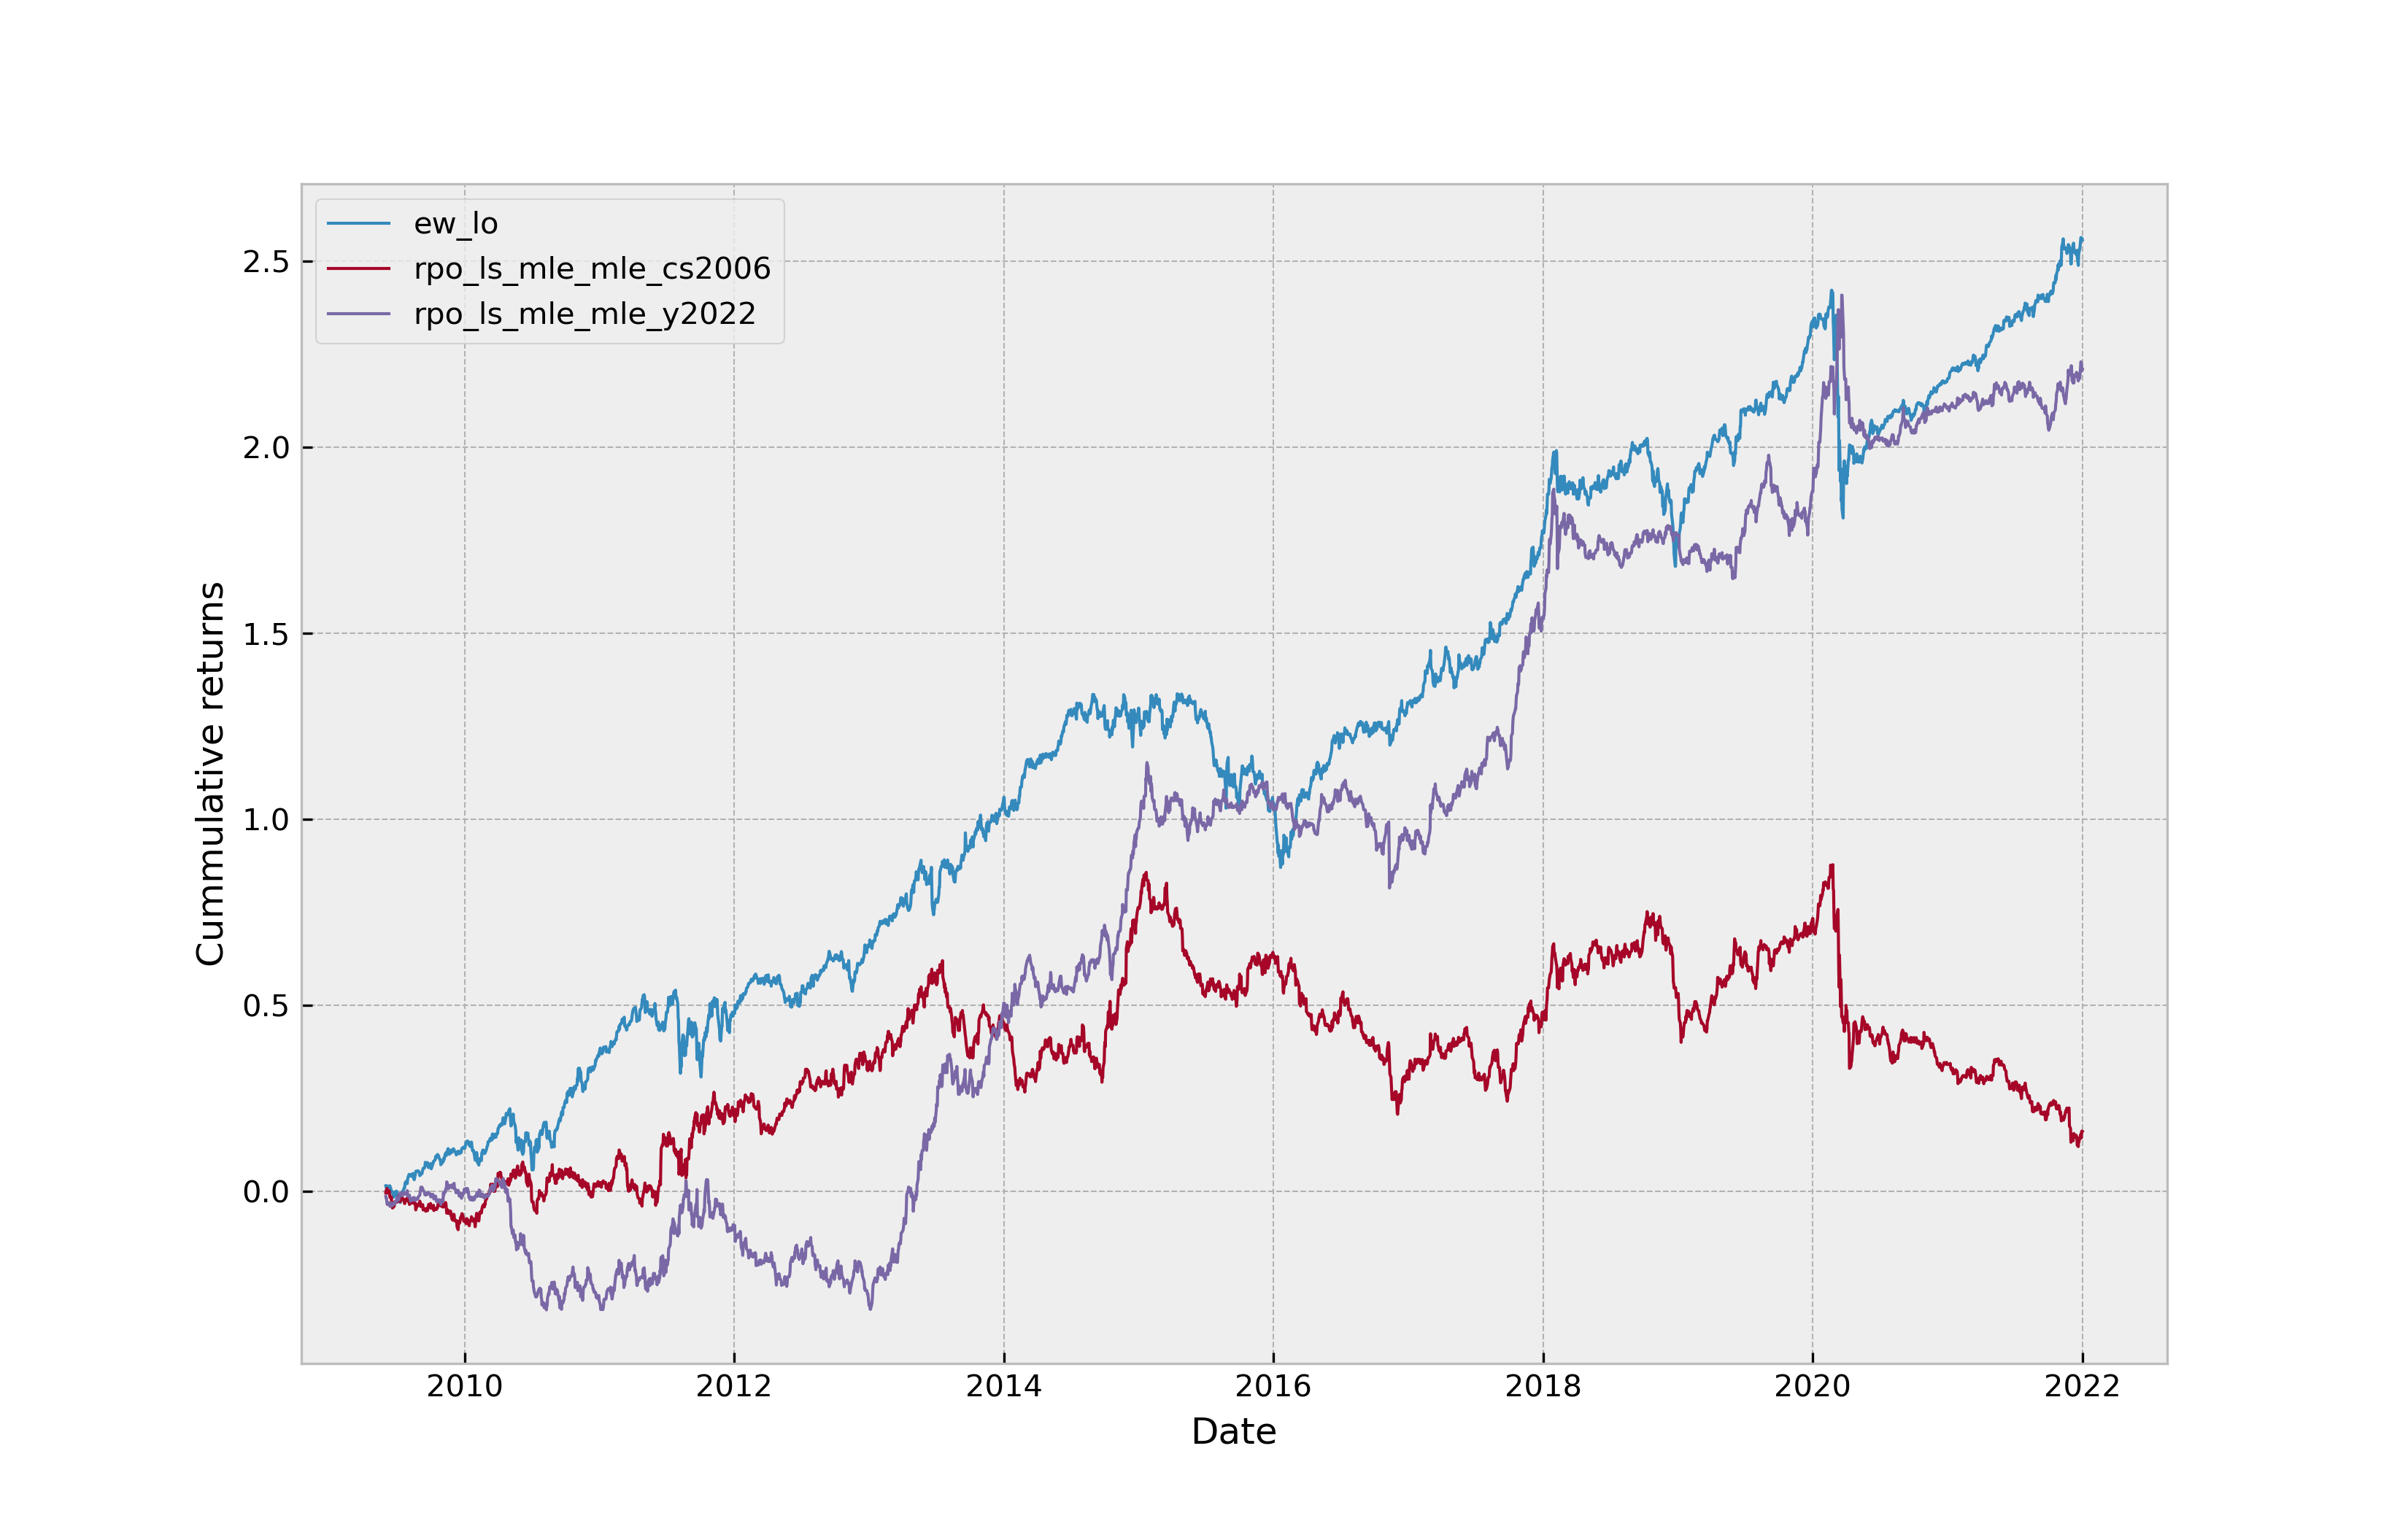 ew_lo
rpo_ls_mle_mle_cs2006
rpo_ls_mle_mle_y2022
2.5
2.0
1.5
1.0
0.5
0.0
Cummulative returns
2010 2012 2014 2016 2018 2020 2022
Date